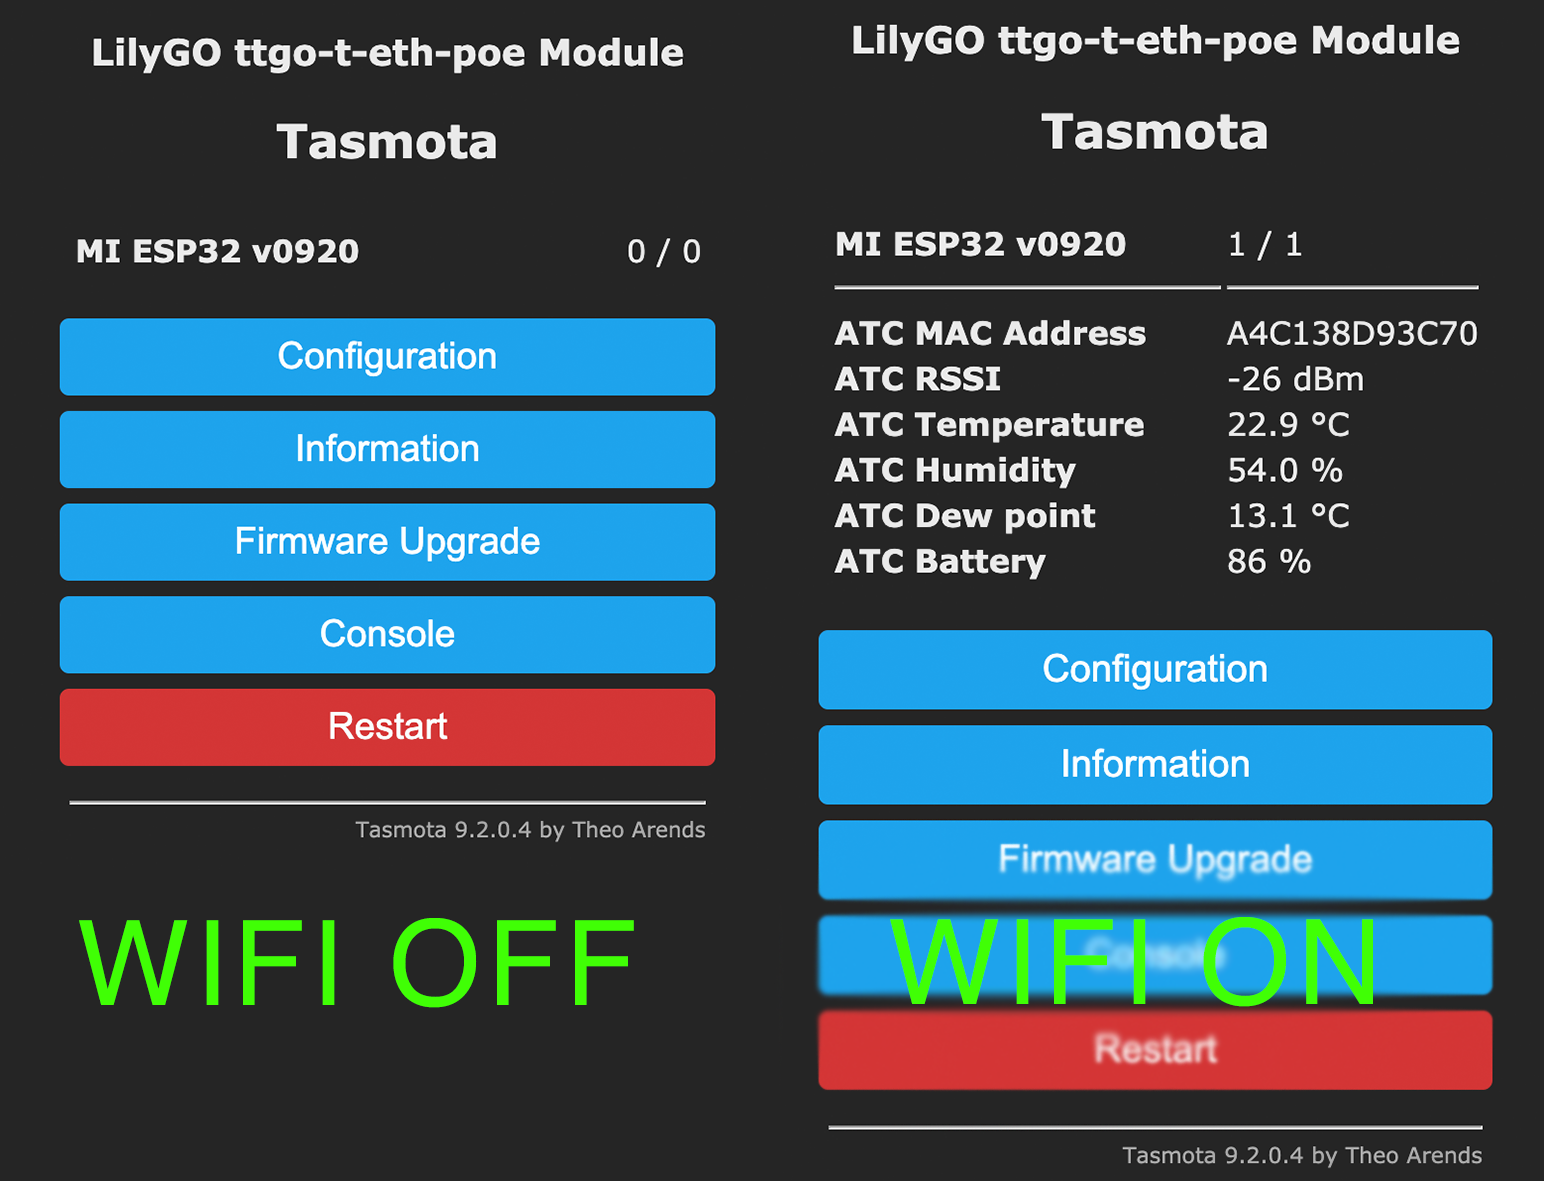 LilyGO ttgo-t-eth-poe Module
Tasmota
MI ESP32 v0920 0 / 0
Configuration
Information
Firmware Upgrade
Console
Restart
Tasmota 9.2.0.4 by Theo Arends
WIFI OFF
LilyGO ttgo-t-eth-poe Module
Tasmota
MI ESP32 v0920 1 / 1
ATC MAC Address A4C138D93C70
ATC RSSI -26 dBm
ATC Temperature 22.9 °C
ATC Humidity 54.0 %
ATC Dew point 13.1 °C
ATC Battery 86 %
Configuration
Information
Firmware Upgrade
Console
WIFI ON
Restart
Tasmota 9.2.0.4 by Theo Arends